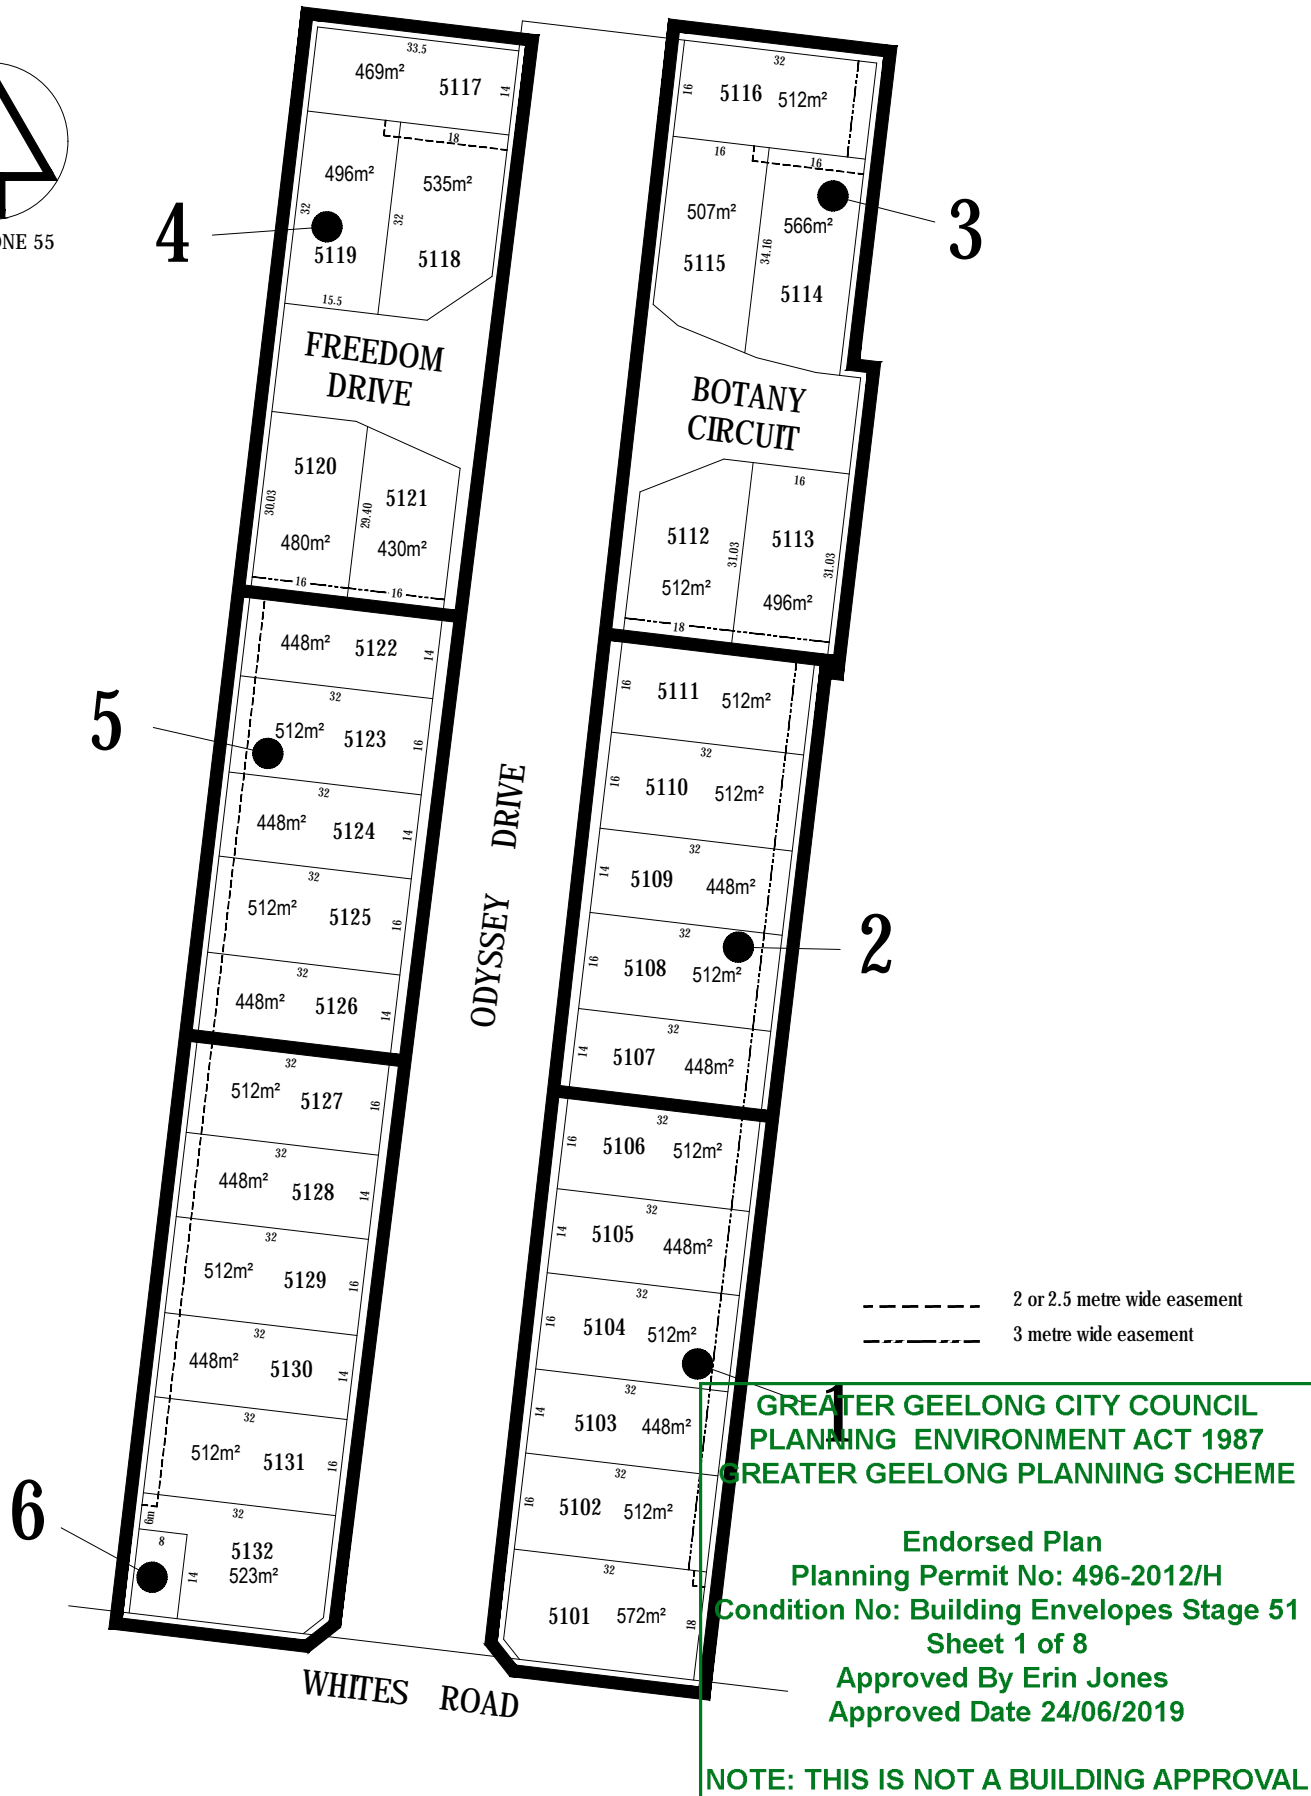 33.5
469m² 5117 14
18
496m² 535m²
32 32
5119 5118
15.5
4
NE 55
FREEDOM
DRIVE
5120 5121
30.03 29.40
480m² 430m²
16 16
448m² 5122 14
32
512m² 5123 16
5
32
448m² 5124 14
32
512m² 5125 16
32
448m² 5126 14
32
512m² 5127 16
32
448m² 5128 14
32
512m² 5129 16
32
448m² 5130 14
32
512m² 5131 16
6
6m
32
8 14
5132
523m²
ODYSSEY DRIVE
WHITES ROAD
32
16 5116 512m²
16 16
507m² 566m²
34.16
5115 5114
3
BOTANY
CIRCUIT
16
5112 5113
31.03 31.03
512m² 496m²
18
16 5111 512m²
32
16 5110 512m²
32
14 5109 448m²
32
16 5108 512m²
2
32
14 5107 448m²
32
16 5106 512m²
32
14 5105 448m²
32
16 5104 512m²
1
32
14 5103 448m²
32
16 5102 512m²
32
5101 572m² 18
2 or 2.5 metre wide easement
3 metre wide easement
GREATER GEELONG CITY COUNCIL
PLANNING ENVIRONMENT ACT 1987
GREATER GEELONG PLANNING SCHEME
Endorsed Plan
Planning Permit No: 496-2012/H
Condition No: Building Envelopes Stage 51
Sheet 1 of 8
Approved By Erin Jones
Approved Date 24/06/2019
NOTE: THIS IS NOT A BUILDING APPROVAL